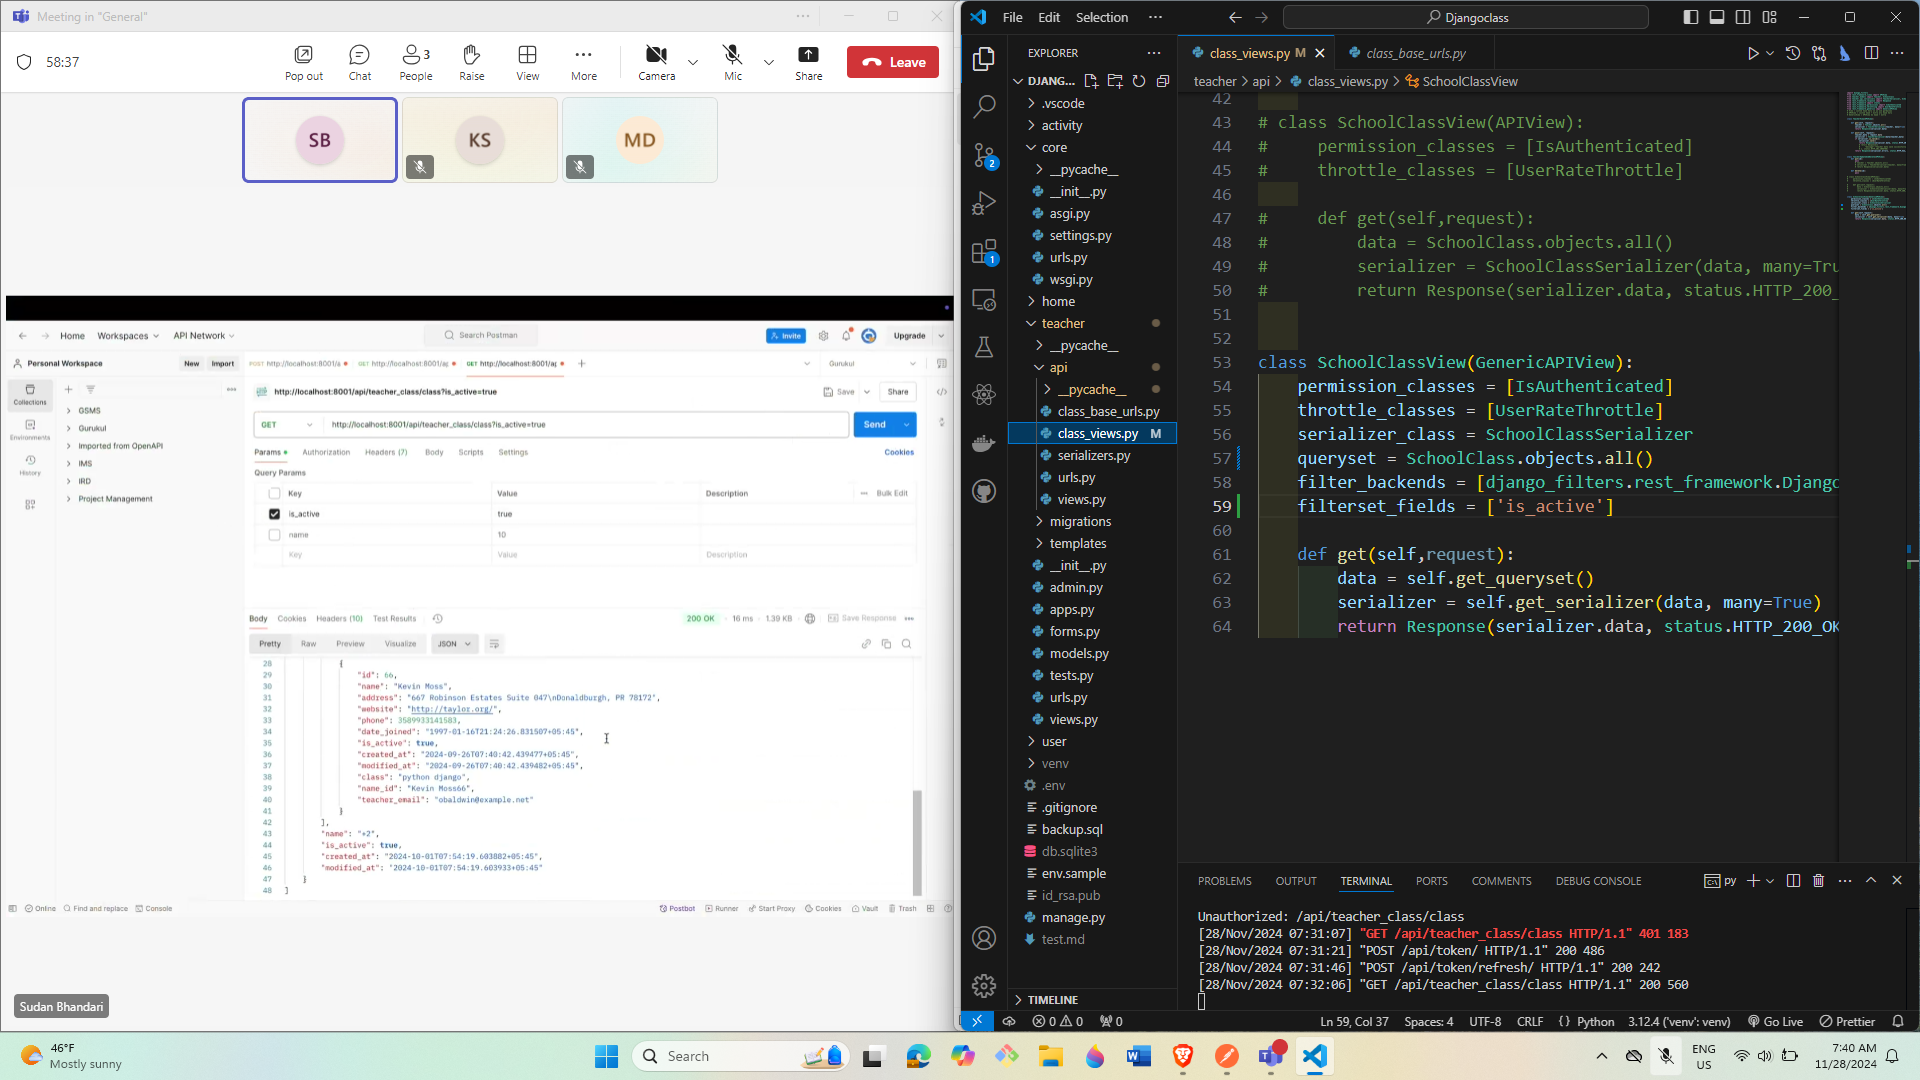 Meeting in "General"
58:37
Pop out
Chat
3
People
Raise
View
More
Camera
Mic
Share
Leave
SB
KS
MD
Home
Workspaces
API Network
Search Postman
Invite
Upgrade
Personal Workspace
New
Import
POST http://localhost:8001/a
GET http://localhost:8001/ap
GET http://localhost:8001/ap
Gurukul
Collections
Environments
History
GSMS
Gurukul
Imported from OpenAPI
IMS
IRD
Project Management
http://localhost:8001/api/teacher_class/class?is_active=true
Save
Share
GET
http://localhost:8001/api/teacher_class/class?is_active=true
Send
Params
Authorization
Headers (7)
Body
Scripts
Settings
Cookies
Query Params
Key
Value
Description
Bulk Edit
is_active
true
name
10
Key
Value
Description
Body
Cookies
Headers (10)
Test Results
200 OK
16 ms
1.39 KB
Save Response
Pretty
Raw
Preview
Visualize
JSON
28 {
29 "id": 66,
30 "name": "Kevin Moss",
31 "address": "667 Robinson Estates Suite 047\nDonaldburgh, PR 78172",
32 "website": "http://taylor.org/",
33 "phone": 3589933141583,
34 "date_joined": "1997-01-16T21:24:26.831507+05:45",
35 "is_active": true,
36 "created_at": "2024-09-26T07:40:42.439477+05:45",
37 "modified_at": "2024-09-26T07:40:42.439482+05:45",
38 "class": "python django",
39 "name_id": "Kevin Moss66",
40 "teacher_email": "obaldwin@example.net"
41 }
42 ],
43 "name": "+2",
44 "is_active": true,
45 "created_at": "2024-10-01T07:54:19.603882+05:45",
46 "modified_at": "2024-10-01T07:54:19.603933+05:45"
47 }
48 ]
Online
Find and replace
Console
Postbot
Runner
Start Proxy
Cookies
Vault
Trash
Sudan Bhandari
File
Edit
Selection
Djangoclass
EXPLORER
DJANG...
.vscode
activity
core
__pycache__
__init__.py
asgi.py
settings.py
urls.py
wsgi.py
home
teacher
__pycache__
api
__pycache__
class_base_urls.py
class_views.py M
serializers.py
urls.py
views.py
migrations
templates
__init__.py
admin.py
apps.py
forms.py
models.py
tests.py
urls.py
views.py
user
venv
.env
.gitignore
backup.sql
db.sqlite3
env.sample
id_rsa.pub
manage.py
test.md
TIMELINE
2
1
class_views.py M
class_base_urls.py
teacher > api > class_views.py > SchoolClassView
42
43 # class SchoolClassView(APIView):
44 # permission_classes = [IsAuthenticated]
45 # throttle_classes = [UserRateThrottle]
46
47 # def get(self,request):
48 # data = SchoolClass.objects.all()
49 # serializer = SchoolClassSerializer(data, many=Tru
50 # return Response(serializer.data, status.HTTP_200_
51
52
53 class SchoolClassView(GenericAPIView):
54 permission_classes = [IsAuthenticated]
55 throttle_classes = [UserRateThrottle]
56 serializer_class = SchoolClassSerializer
57 queryset = SchoolClass.objects.all()
58 filter_backends = [django_filters.rest_framework.Django
59 filterset_fields = ['is_active']
60
61 def get(self,request):
62 data = self.get_queryset()
63 serializer = self.get_serializer(data, many=True)
64 return Response(serializer.data, status.HTTP_200_OK
PROBLEMS
OUTPUT
TERMINAL
PORTS
COMMENTS
DEBUG CONSOLE
py
Unauthorized: /api/teacher_class/class
[28/Nov/2024 07:31:07] "GET /api/teacher_class/class HTTP/1.1" 401 183
[28/Nov/2024 07:31:21] "POST /api/token/ HTTP/1.1" 200 486
[28/Nov/2024 07:31:46] "POST /api/token/refresh/ HTTP/1.1" 200 242
[28/Nov/2024 07:32:06] "GET /api/teacher_class/class HTTP/1.1" 200 560
0 0
0
Ln 59, Col 37
Spaces: 4
UTF-8
CRLF
{ } Python
3.12.4 ('venv': venv)
Go Live
Prettier
46°F
Mostly sunny
Search
ENG
US
7:40 AM
11/28/2024